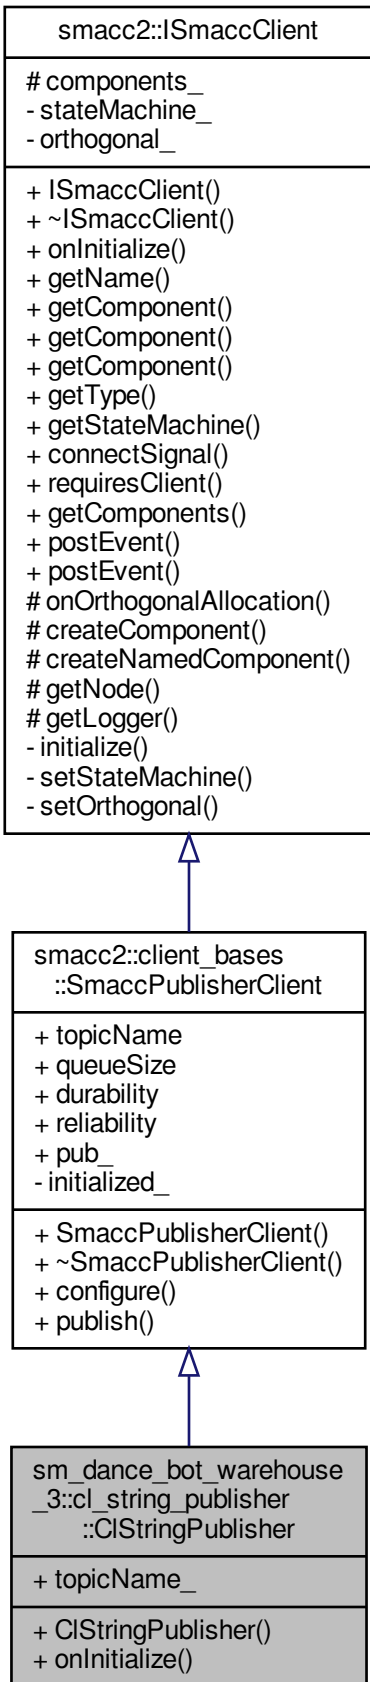 smacc2::ISmaccClient
# components_
- stateMachine_
- orthogonal_
+ ISmaccClient()
+ ~ISmaccClient()
+ onInitialize()
+ getName()
+ getComponent()
+ getComponent()
+ getComponent()
+ getType()
+ getStateMachine()
+ connectSignal()
+ requiresClient()
+ getComponents()
+ postEvent()
+ postEvent()
# onOrthogonalAllocation()
# createComponent()
# createNamedComponent()
# getNode()
# getLogger()
- initialize()
- setStateMachine()
- setOrthogonal()
smacc2::client_bases
::SmaccPublisherClient
+ topicName
+ queueSize
+ durability
+ reliability
+ pub_
- initialized_
+ SmaccPublisherClient()
+ ~SmaccPublisherClient()
+ configure()
+ publish()
sm_dance_bot_warehouse
_3::cl_string_publisher
::ClStringPublisher
+ topicName_
+ ClStringPublisher()
+ onInitialize()